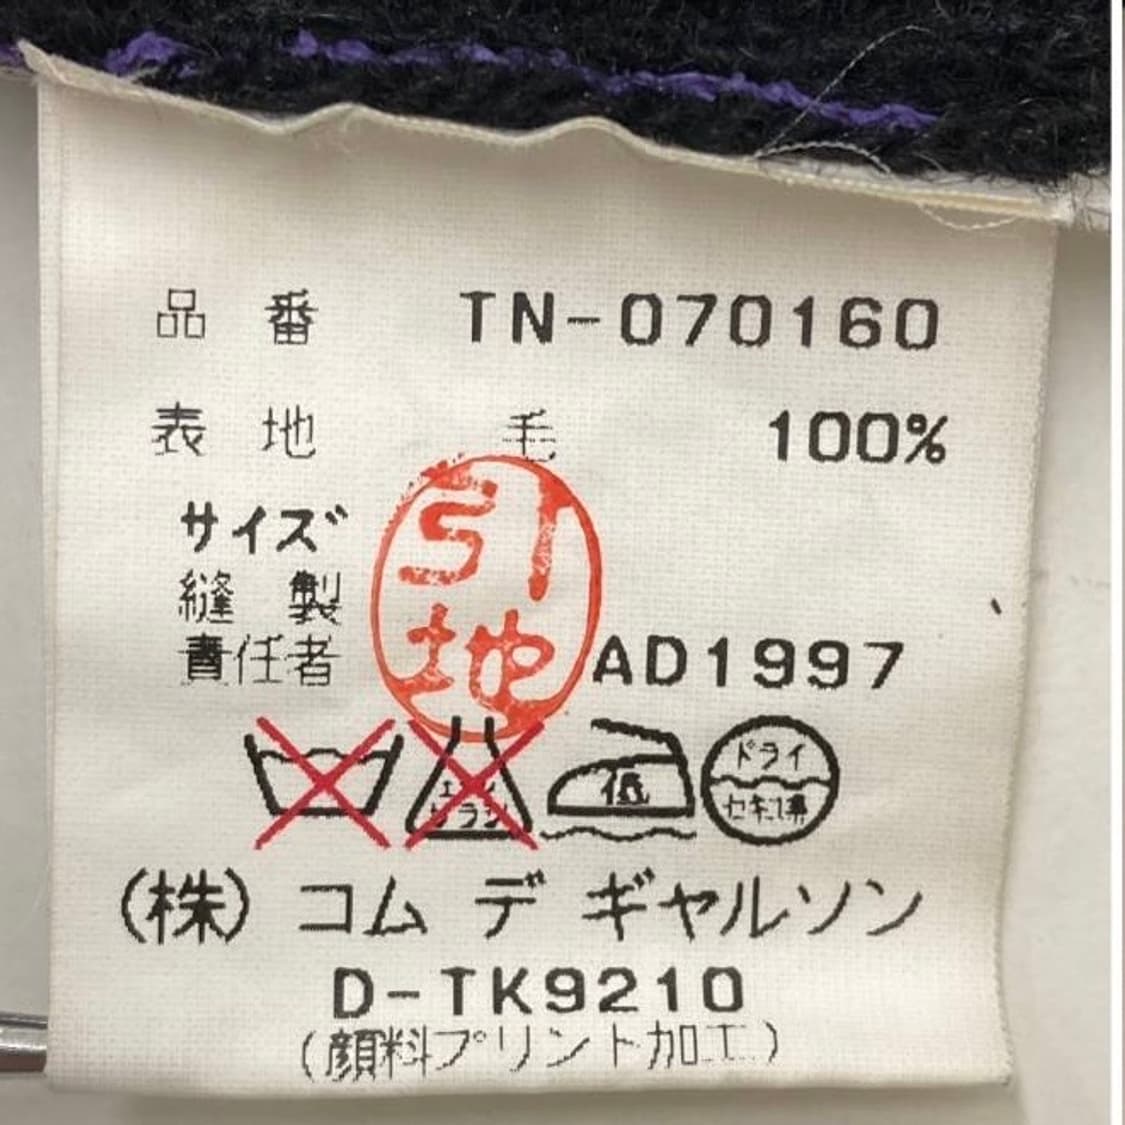 品番 TN-070160
表地 毛 100%
サイズ
縫製
責任者 引地 AD1997
エンソサラシ 低 ドライ セキユ系
(株) コム デ ギャルソン
D-TK9210
(顔料プリント加工)